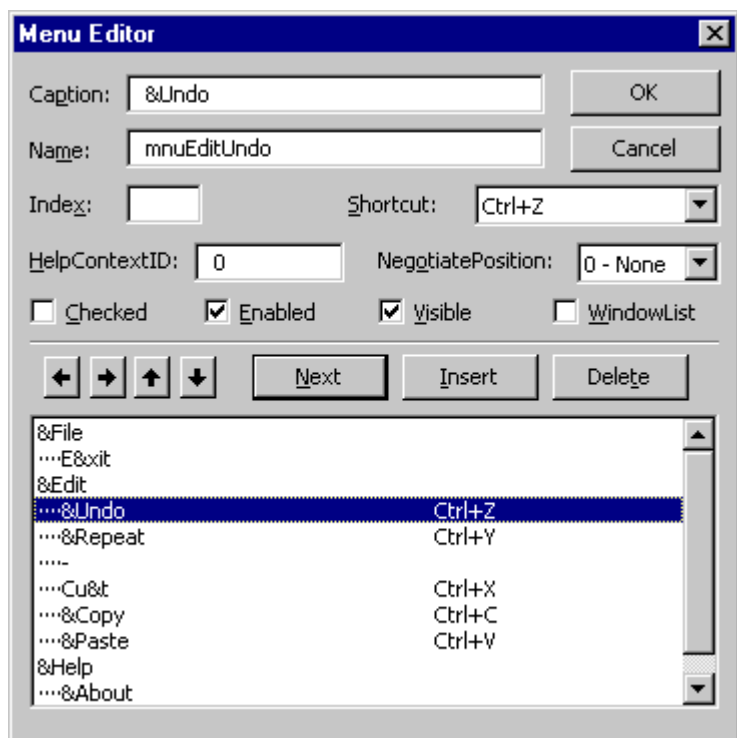 Menu Editor
Caption: &Undo OK
Name: mnuEditUndo Cancel
Index: Shortcut: Ctrl+Z
HelpContextID: 0 NegotiatePosition: 0 - None
Checked Enabled Visible WindowList
Next Insert Delete
&File
····E&xit
&Edit
····&Undo Ctrl+Z
····&Repeat Ctrl+Y
····-
····Cu&t Ctrl+X
····&Copy Ctrl+C
····&Paste Ctrl+V
&Help
····&About